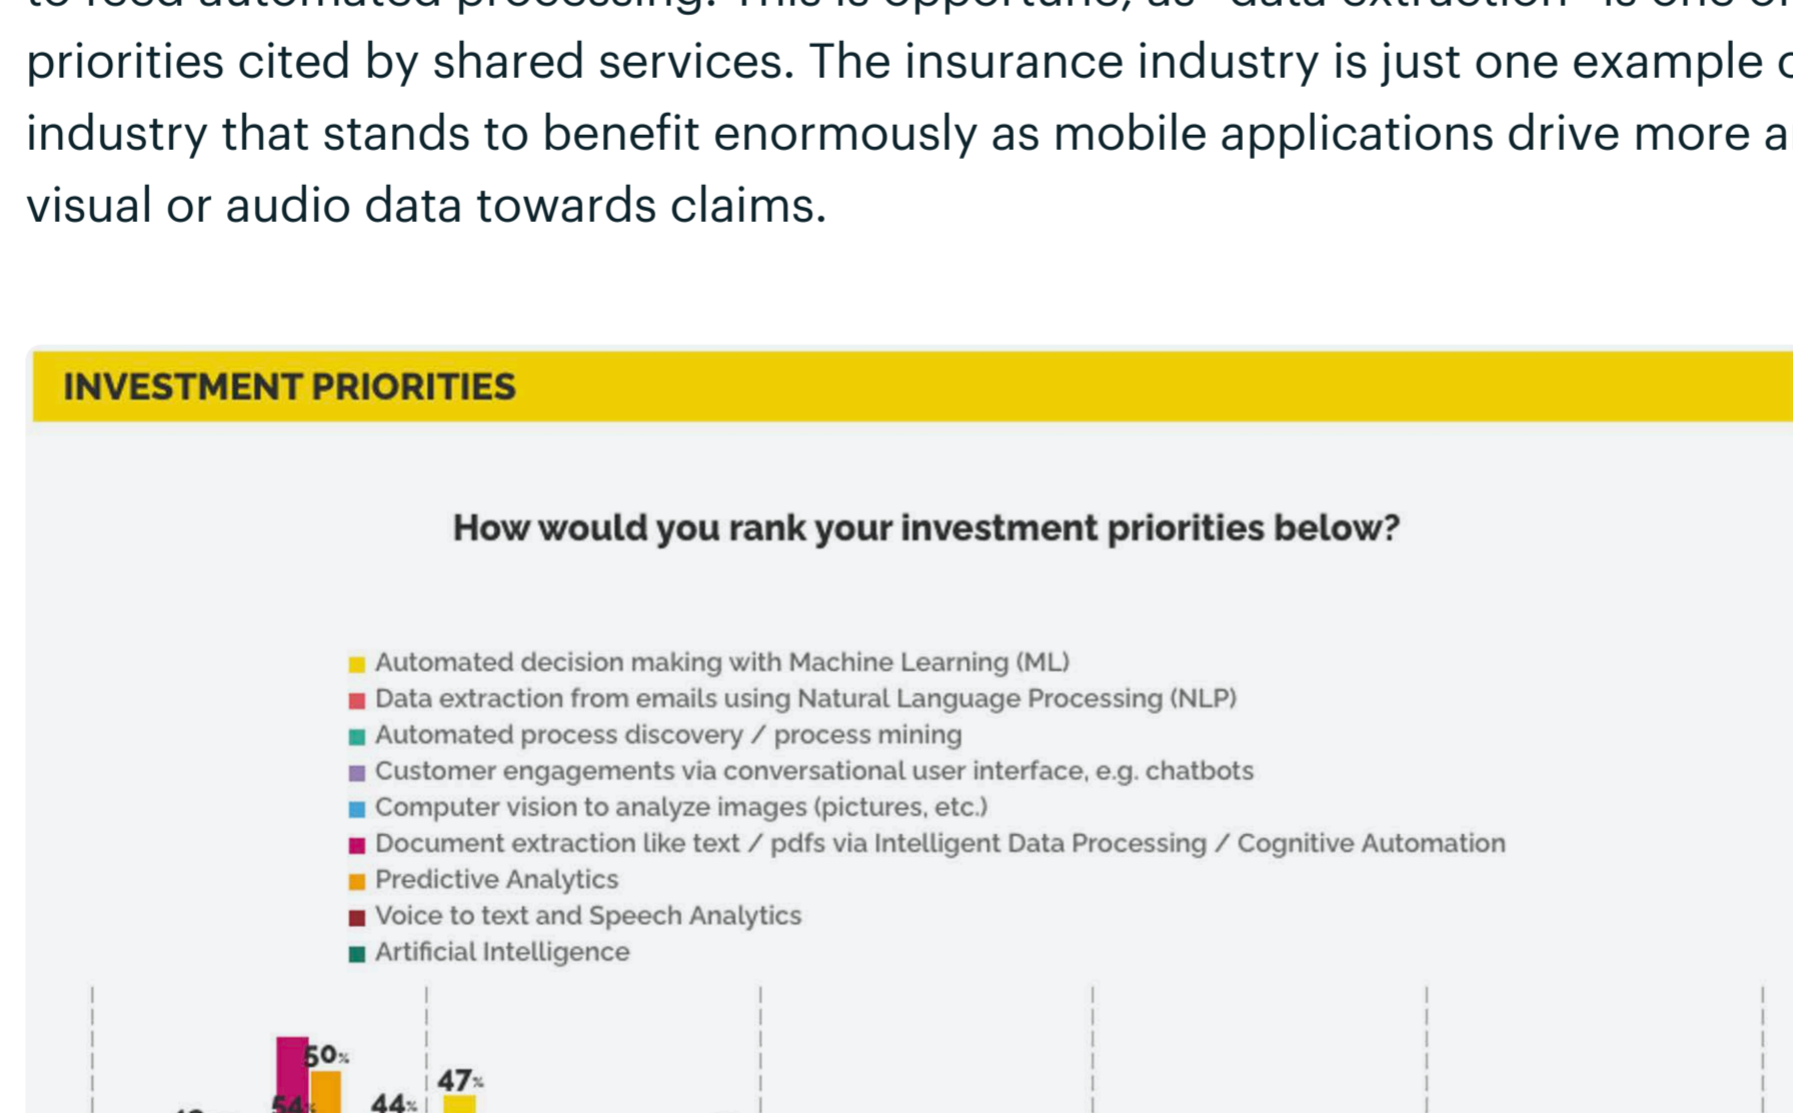 priorities cited by shared services. The insurance industry is just one example
industry that stands to benefit enormously as mobile applications drive more
visual or audio data towards claims.
INVESTMENT PRIORITIES
How would you rank your investment priorities below?
Automated decision making with Machine Learning (ML)
Data extraction from emails using Natural Language Processing (NLP)
Automated process discovery / process mining
Customer engagements via conversational user interface, e.g. chatbots
Computer vision to analyze images (pictures, etc.)
Document extraction like text / pdfs via Intelligent Data Processing / Cognitive Automation
Predictive Analytics
Voice to text and Speech Analytics
Artificial Intelligence
50%
47%
54%
44%